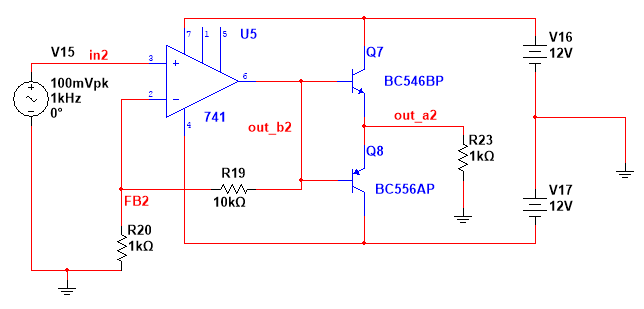 V15
in2
100mVpk
1kHz
0°
3
2
7
1
5
4
6
U5
741
out_b2
FB2
R19
10kΩ
R20
1kΩ
Q7
BC546BP
out_a2
Q8
BC556AP
R23
1kΩ
V16
12V
V17
12V